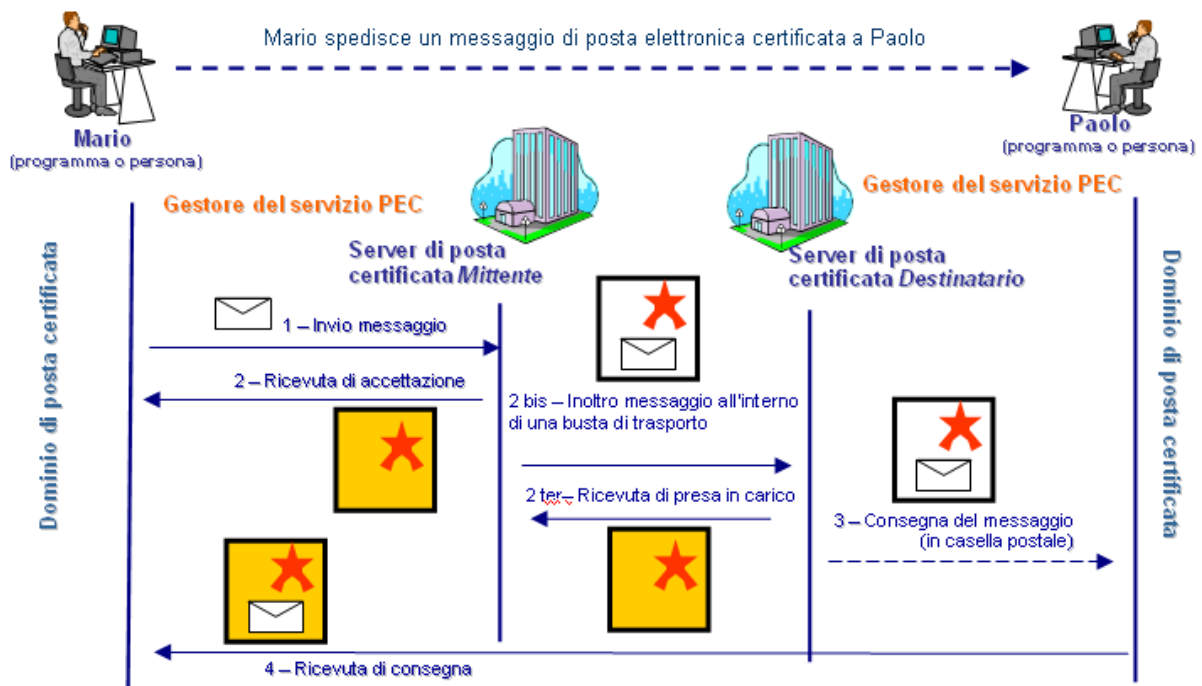 Mario spedisce un messaggio di posta elettronica certificata a Paolo
Mario
(programma o persona)
Paolo
(programma o persona)
Gestore del servizio PEC
Gestore del servizio PEC
Server di posta
certificata Mittente
Server di posta
certificata Destinatario
Dominio di posta certificata
Dominio di posta certificata
1 – Invio messaggio
2 – Ricevuta di accettazione
2 bis – Inoltro messaggio all'interno
di una busta di trasporto
2 ter– Ricevuta di presa in carico
3 – Consegna del messaggio
(in casella postale)
4 – Ricevuta di consegna